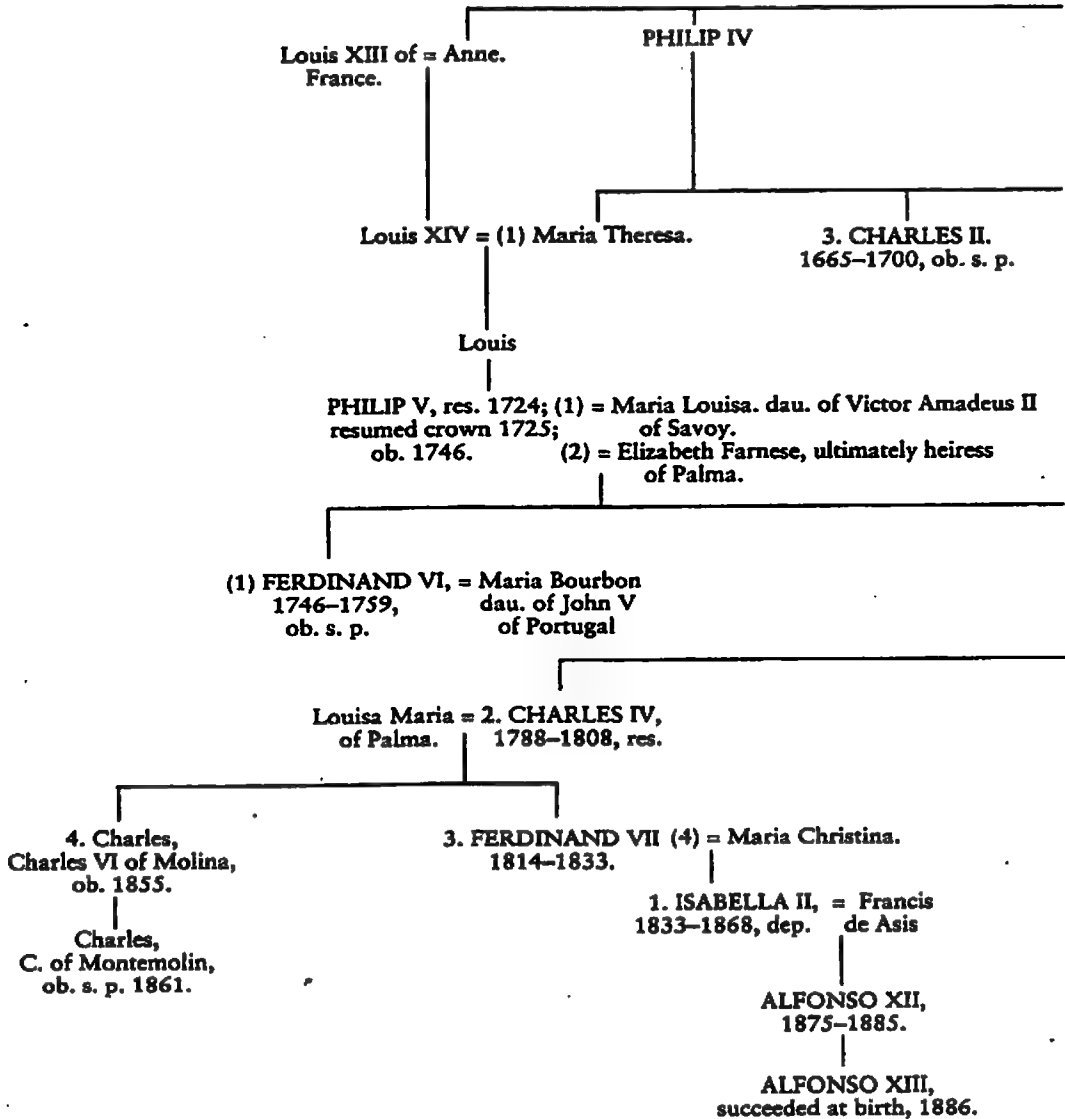 Louis XIII of = Anne.
France.
PHILIP IV
Louis XIV = (1) Maria Theresa.
3. CHARLES II.
1665–1700, ob. s. p.
Louis
PHILIP V, res. 1724; (1) = Maria Louisa. dau. of Victor Amadeus II
resumed crown 1725; of Savoy.
ob. 1746. (2) = Elizabeth Farnese, ultimately heiress
of Palma.
(1) FERDINAND VI, = Maria Bourbon
1746–1759, dau. of John V
ob. s. p. of Portugal
Louisa Maria = 2. CHARLES IV,
of Palma. 1788–1808, res.
4. Charles,
Charles VI of Molina,
ob. 1855.
3. FERDINAND VII (4) = Maria Christina.
1814–1833.
1. ISABELLA II, = Francis
1833–1868, dep. de Asis
Charles,
C. of Montemolin,
ob. s. p. 1861.
ALFONSO XII,
1875–1885.
ALFONSO XIII,
succeeded at birth, 1886.